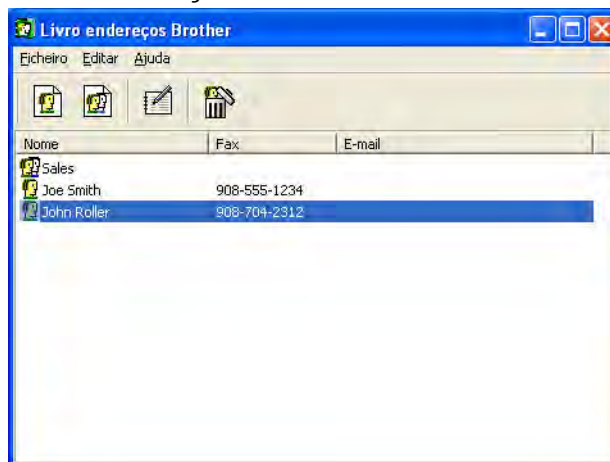 Livro endereços Brother
Ficheiro Editar Ajuda
Nome Fax E-mail
Sales
Joe Smith 908-555-1234
John Roller 908-704-2312